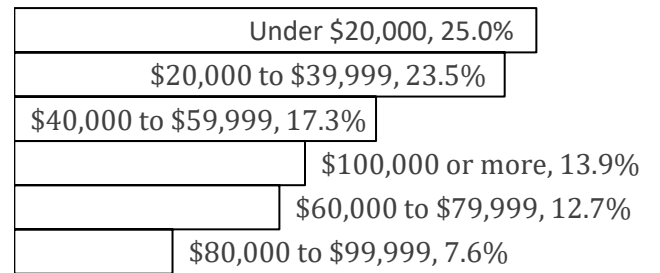 Under $20,000, 25.0%
$20,000 to $39,999, 23.5%
$40,000 to $59,999, 17.3%
$100,000 or more, 13.9%
$60,000 to $79,999, 12.7%
$80,000 to $99,999, 7.6%